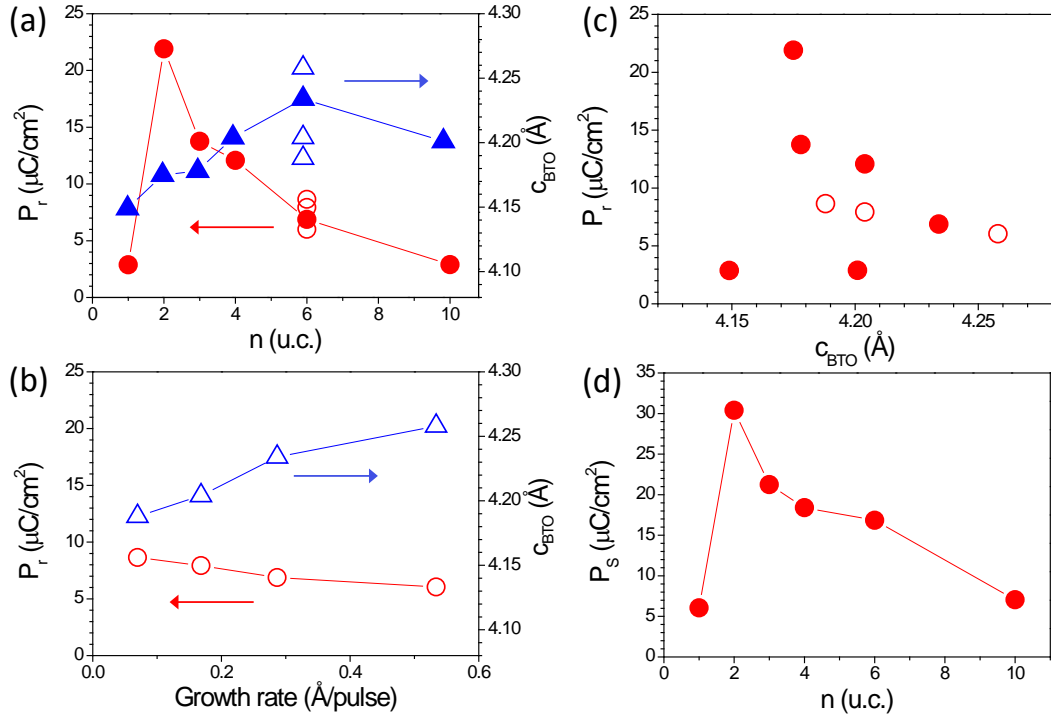 (a)
25
20
15
10
5
0
Pr (μC/cm²)
0 2 4 6 8 10
n (u.c.)
4.30
4.25
4.20
4.15
4.10
cBTO (Å)
(c)
25
20
15
10
5
0
Pr (μC/cm²)
4.15 4.20 4.25
cBTO (Å)
(b)
25
20
15
10
5
0
Pr (μC/cm²)
0.0 0.2 0.4 0.6
Growth rate (Å/pulse)
4.30
4.25
4.20
4.15
4.10
cBTO (Å)
(d)
35
30
25
20
15
10
5
0
PS (μC/cm²)
0 2 4 6 8 10
n (u.c.)